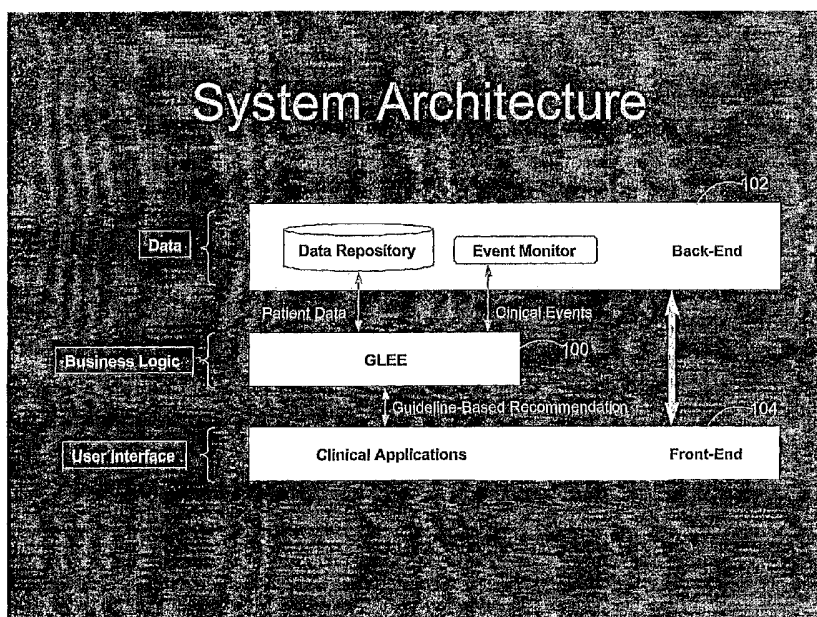 System Architecture
102
Data
Data Repository
Event Monitor
Back-End
Patient Data
Clinical Events
Business Logic
GLEE
100
Guideline-Based Recommendation
104
User Interface
Clinical Applications
Front-End